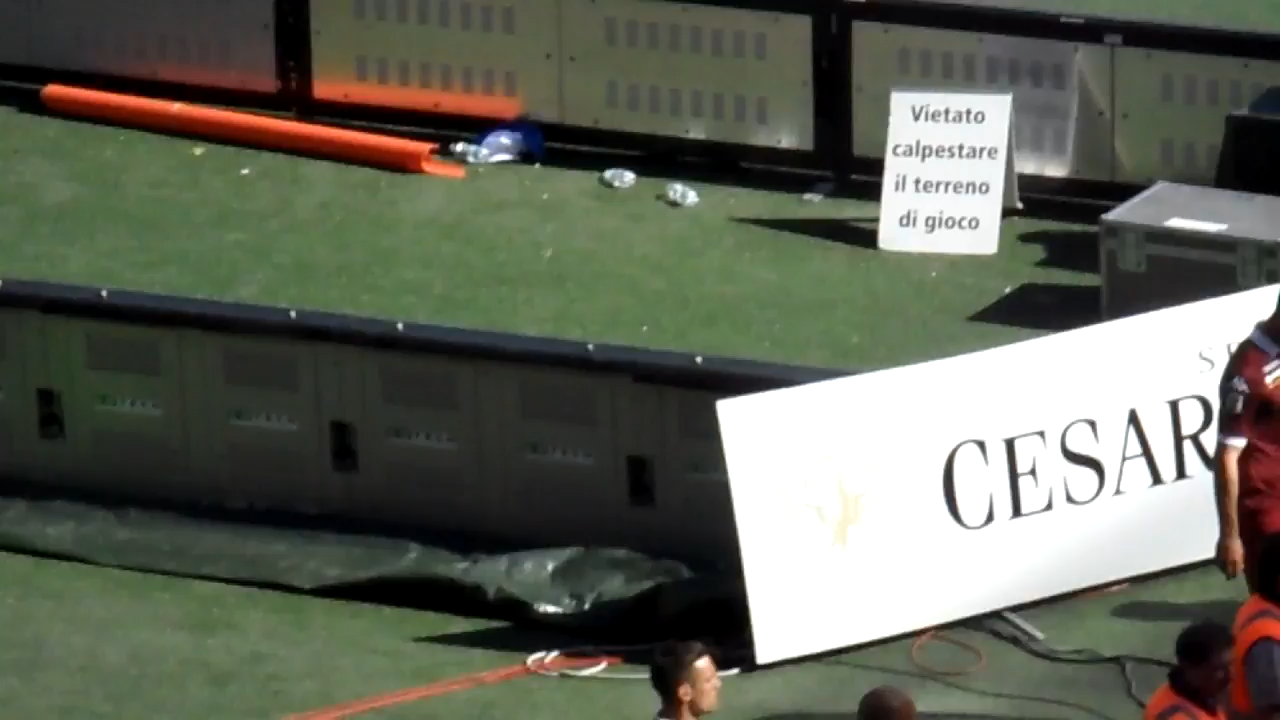 Vietato
calpestare
il terreno
di gioco
CESAR